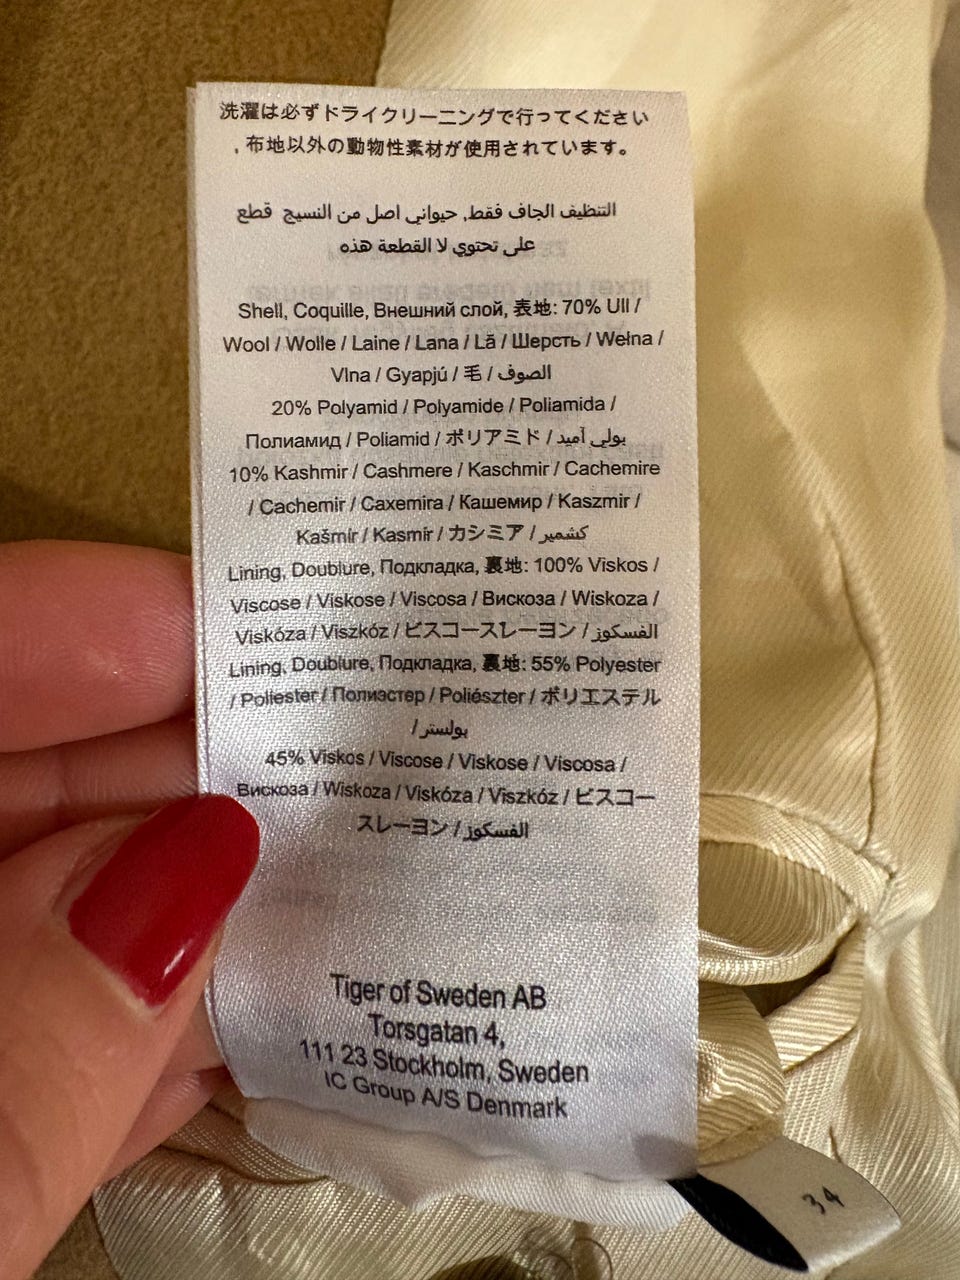 洗濯は必ずドライクリーニングで行ってください
，布地以外の動物性素材が使用されています。
التنظيف الجاف فقط, حيواني اصل من النسيج قطع
على تحتوي لا القطعة هذه
Shell, Coquille, Внешний слой, 表地: 70% Ull /
Wool / Wolle / Laine / Lana / Lã / Шерсть / Wełna /
Vlna / Gyapjú / 毛 / الصوف
20% Polyamid / Polyamide / Poliamida /
Полиамид / Poliamid / ポリアミド / بولي آميد
10% Kashmir / Cashmere / Kaschmir / Cachemire
/ Cachemir / Caxemira / Кашемир / Kaszmir /
Kašmír / Kasmír / カシミア / كشمير
Lining, Doublure, Подкладка, 裏地: 100% Viskos /
Viscose / Viskose / Viscosa / Вискоза / Wiskoza /
Viskóza / Viszkóz / ビスコースレーヨン / الفسكوز
Lining, Doublure, Подкладка, 裏地: 55% Polyester
/ Poliester / Полиэстер / Poliészter / ポリエステル
/ بولستر
45% Viskos / Viscose / Viskose / Viscosa /
Вискоза / Wiskoza / Viskóza / Viszkóz / ビスコー
スレーヨン / الفسكوز
Tiger of Sweden AB
Torsgatan 4,
111 23 Stockholm, Sweden
IC Group A/S Denmark
34